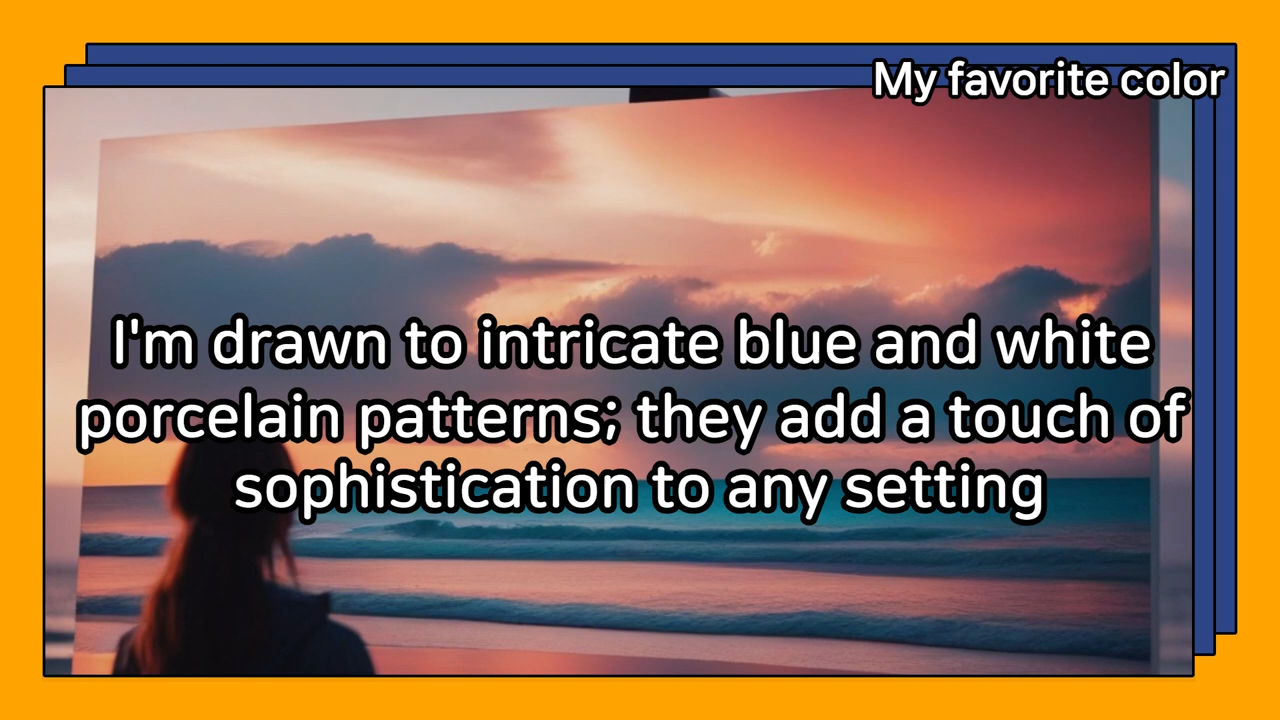 My favorite color
I'm drawn to intricate blue and white
porcelain patterns; they add a touch of
sophistication to any setting